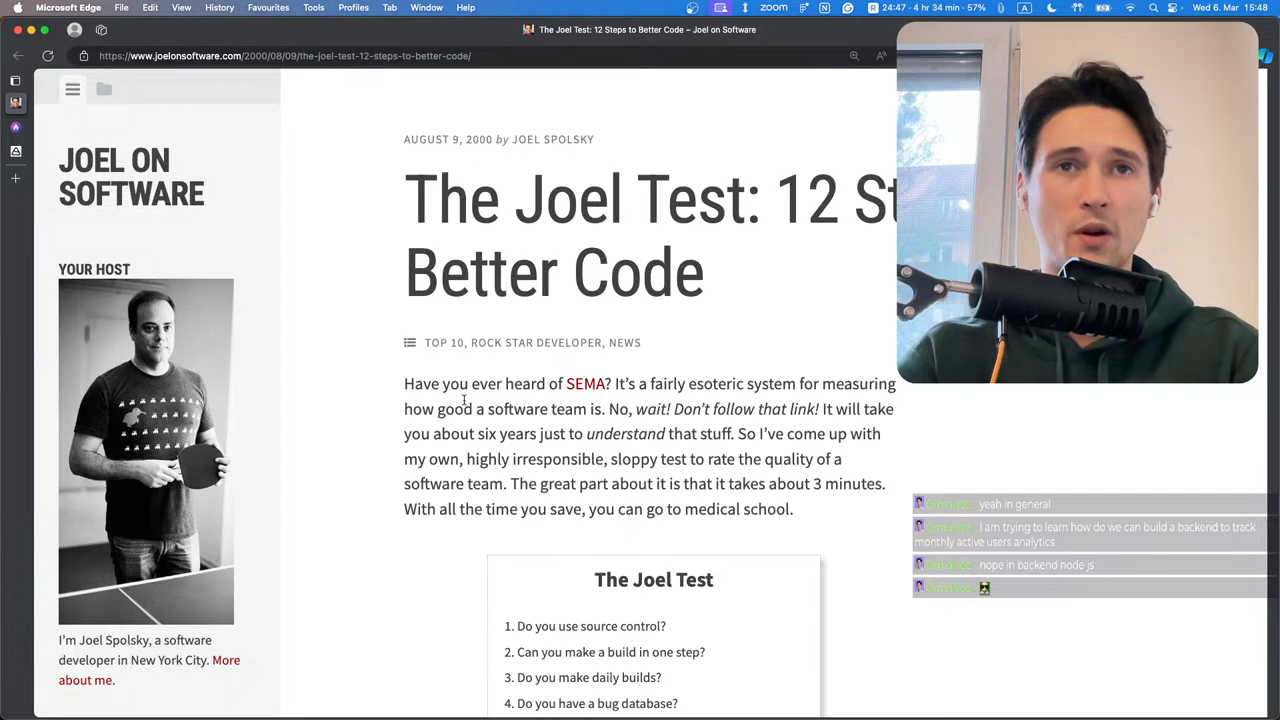 Microsoft Edge File Edit View History Favourites Tools Profiles Tab Window Help
ZOOM 24:47 - 4 hr 34 min - 57% Wed 6. Mar 15:48
The Joel Test: 12 Steps to Better Code – Joel on Software
https://www.joelonsoftware.com/2000/08/09/the-joel-test-12-steps-to-better-code/
JOEL ON
SOFTWARE
YOUR HOST
I’m Joel Spolsky, a software
developer in New York City. More
about me.
AUGUST 9, 2000 by JOEL SPOLSKY
The Joel Test: 12 St
Better Code
TOP 10, ROCK STAR DEVELOPER, NEWS
Have you ever heard of SEMA? It’s a fairly esoteric system for measuring
how good a software team is. No, wait! Don’t follow that link! It will take
you about six years just to understand that stuff. So I’ve come up with
my own, highly irresponsible, sloppy test to rate the quality of a
software team. The great part about it is that it takes about 3 minutes.
With all the time you save, you can go to medical school.
The Joel Test
1. Do you use source control?
2. Can you make a build in one step?
3. Do you make daily builds?
4. Do you have a bug database?
yeah in general
I am trying to learn how do we can build a backend to track
monthly active users analytics
nope in backend node js